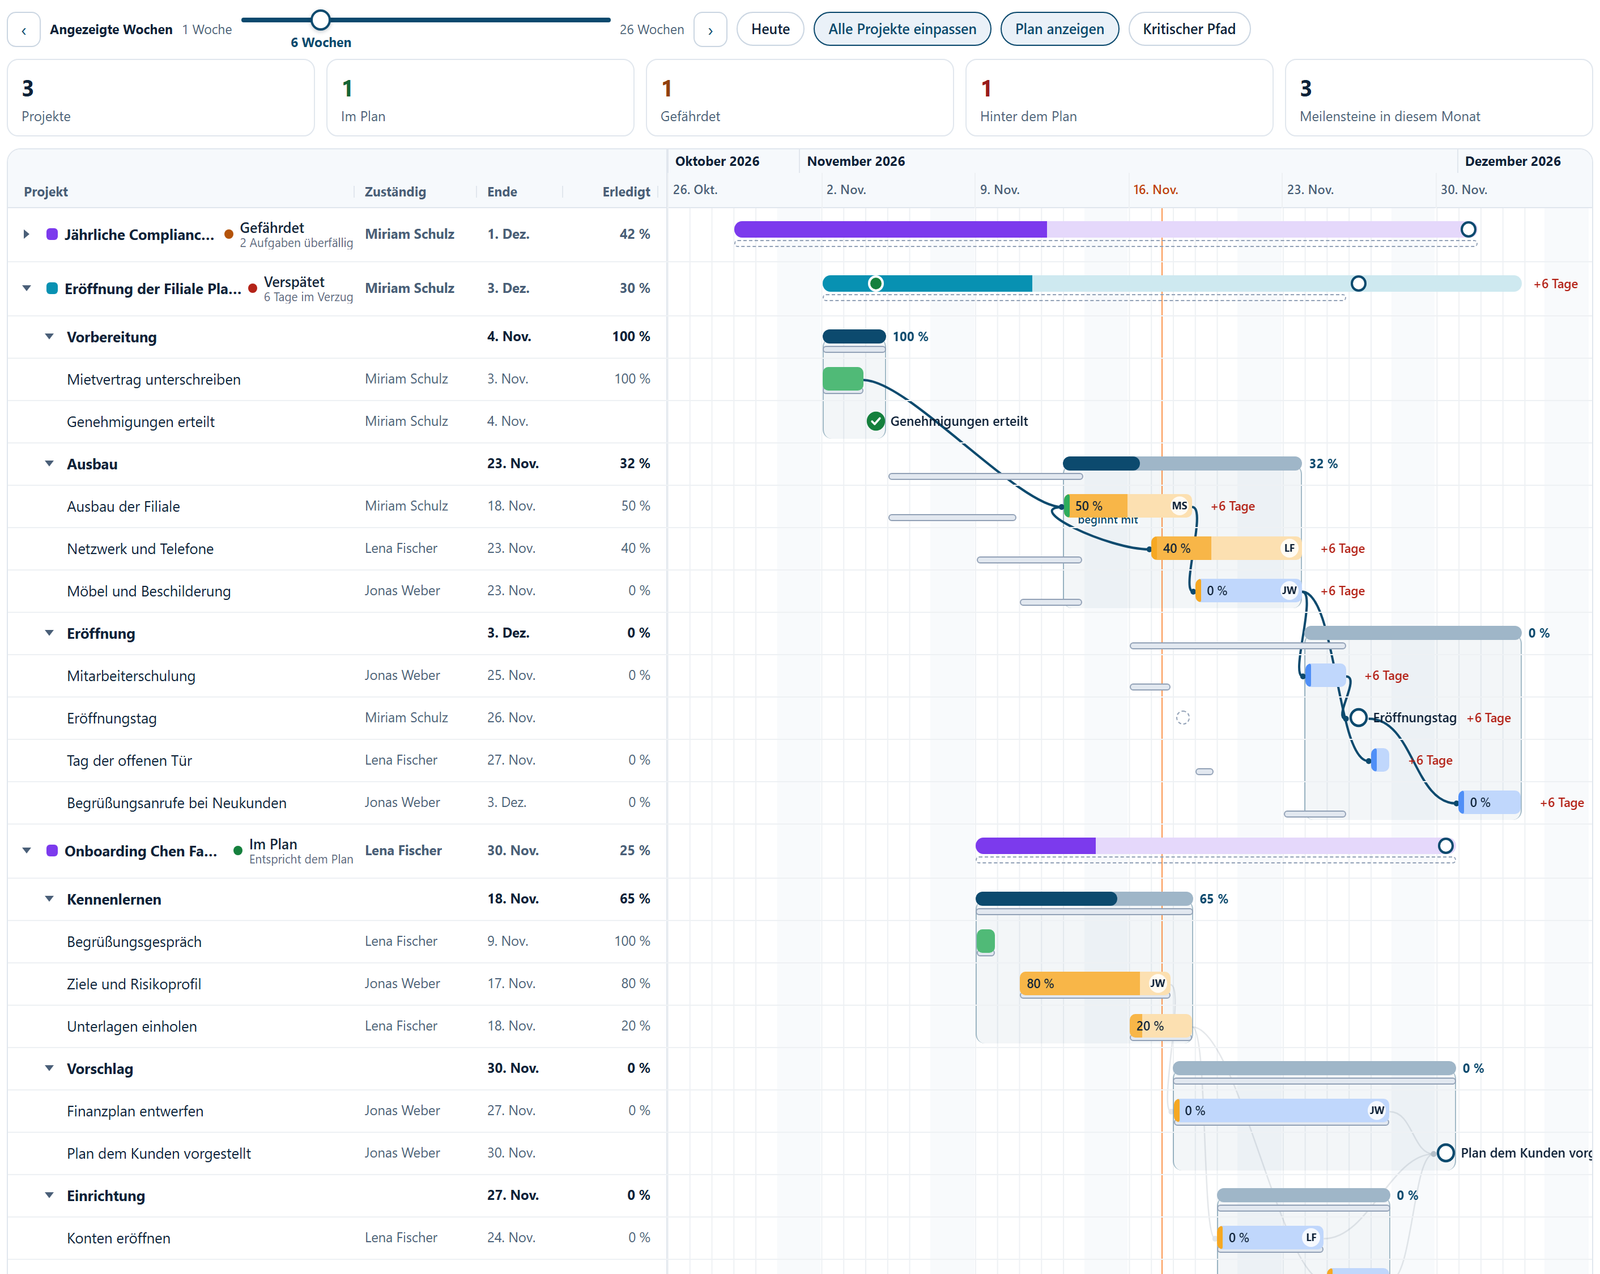 ‹ Angezeigte Wochen 1 Woche 6 Wochen 26 Wochen › Heute Alle Projekte einpassen Plan anzeigen Kritischer Pfad
3 1 1 1 3
Projekte Im Plan Gefährdet Hinter dem Plan Meilensteine in diesem Monat
Oktober 2026 November 2026 Dezember 2026
Projekt Zuständig Ende Erledigt 26. Okt. 2. Nov. 9. Nov. 16. Nov. 23. Nov. 30. Nov.
Jährliche Complianc... Gefährdet Miriam Schulz 1. Dez. 42 %
2 Aufgaben überfällig
Eröffnung der Filiale Pla... Verspätet Miriam Schulz 3. Dez. 30 % +6 Tage
6 Tage im Verzug
Vorbereitung 4. Nov. 100 % 100 %
Mietvertrag unterschreiben Miriam Schulz 3. Nov. 100 %
Genehmigungen erteilt Miriam Schulz 4. Nov. Genehmigungen erteilt
Ausbau 23. Nov. 32 % 32 %
Ausbau der Filiale Miriam Schulz 18. Nov. 50 % 50 % MS +6 Tage
beginnt mit
Netzwerk und Telefone Lena Fischer 23. Nov. 40 % 40 % LF +6 Tage
Möbel und Beschilderung Jonas Weber 23. Nov. 0 % 0 % JW +6 Tage
Eröffnung 3. Dez. 0 % 0 %
Mitarbeiterschulung Jonas Weber 25. Nov. 0 % +6 Tage
Eröffnungstag Miriam Schulz 26. Nov. Eröffnungstag +6 Tage
Tag der offenen Tür Lena Fischer 27. Nov. 0 % +6 Tage
Begrüßungsanrufe bei Neukunden Jonas Weber 3. Dez. 0 % 0 % +6 Tage
Onboarding Chen Fa... Im Plan Lena Fischer 30. Nov. 25 %
Entspricht dem Plan
Kennenlernen 18. Nov. 65 % 65 %
Begrüßungsgespräch Lena Fischer 9. Nov. 100 %
Ziele und Risikoprofil Jonas Weber 17. Nov. 80 % 80 % JW
Unterlagen einholen Lena Fischer 18. Nov. 20 % 20 %
Vorschlag 30. Nov. 0 % 0 %
Finanzplan entwerfen Jonas Weber 27. Nov. 0 % 0 % JW
Plan dem Kunden vorgestellt Jonas Weber 30. Nov. Plan dem Kunden vorg
Einrichtung 27. Nov. 0 % 0 %
Konten eröffnen Lena Fischer 24. Nov. 0 % 0 % LF